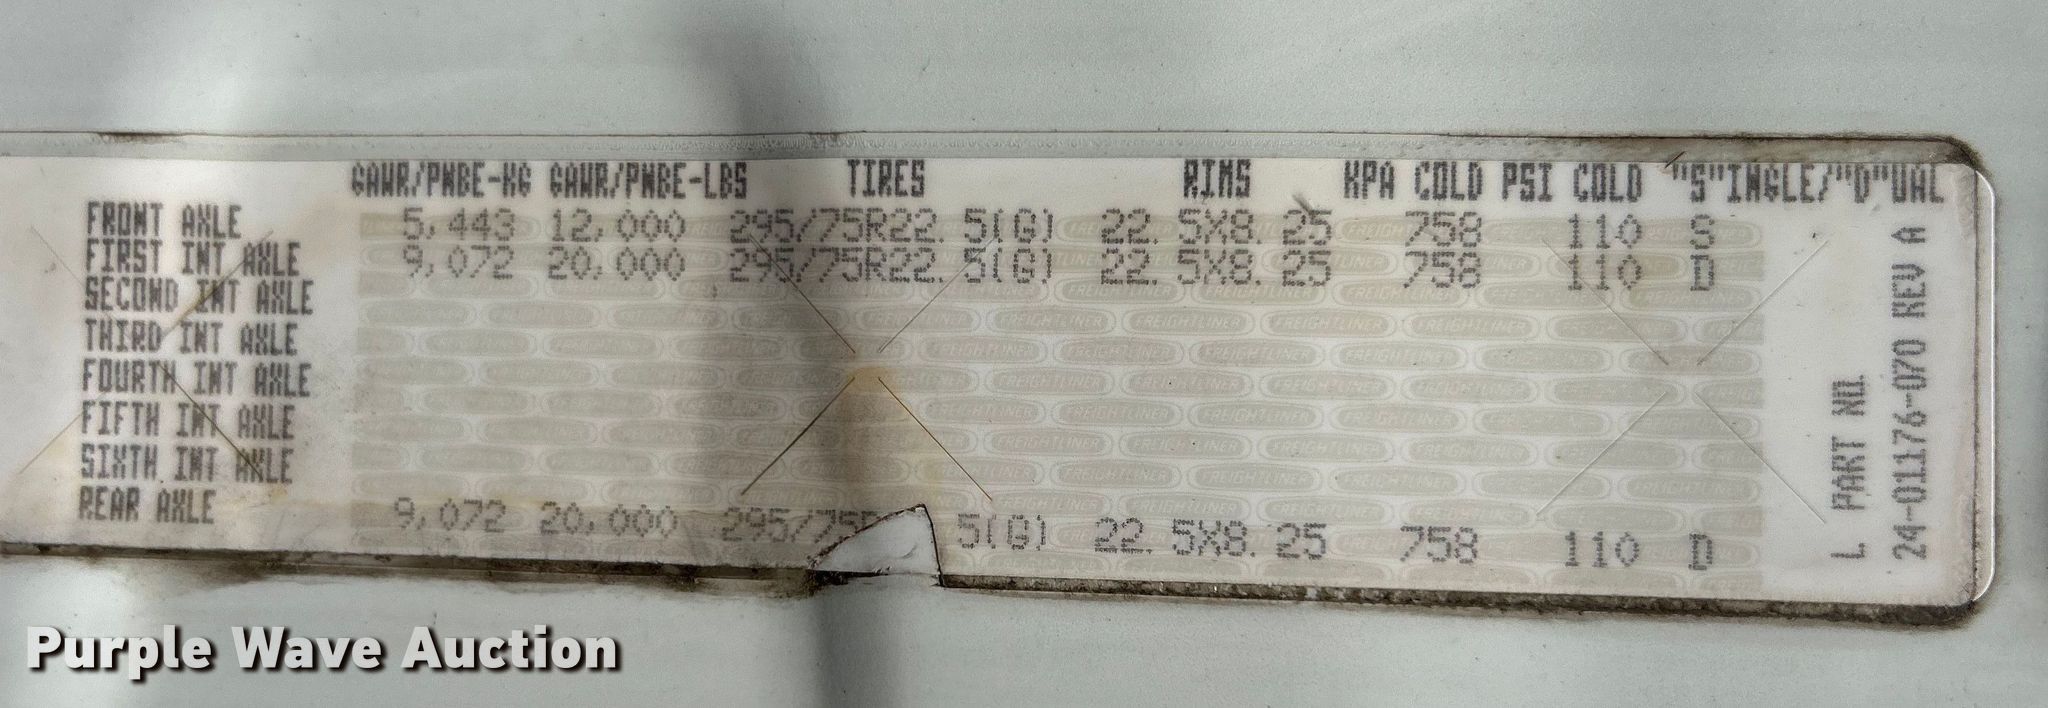 GAWR/PNBE-KG GAWR/PNBE-LBS TIRES RIMS KPA COLD PSI COLD "S"INGLE/"D"UAL
FRONT AXLE 5,443 12,000 295/75R22.5(G) 22.5X8.25 758 110 S
FIRST INT AXLE 9,072 20,000 295/75R22.5(G) 22.5X8.25 758 110 D
SECOND INT AXLE
THIRD INT AXLE
FOURTH INT AXLE
FIFTH INT AXLE
SIXTH INT AXLE
REAR AXLE 9,072 20,000 295/75R 5(G) 22.5X8.25 758 110 D
L PART NO.
24-01176-070 REV A
Purple Wave Auction